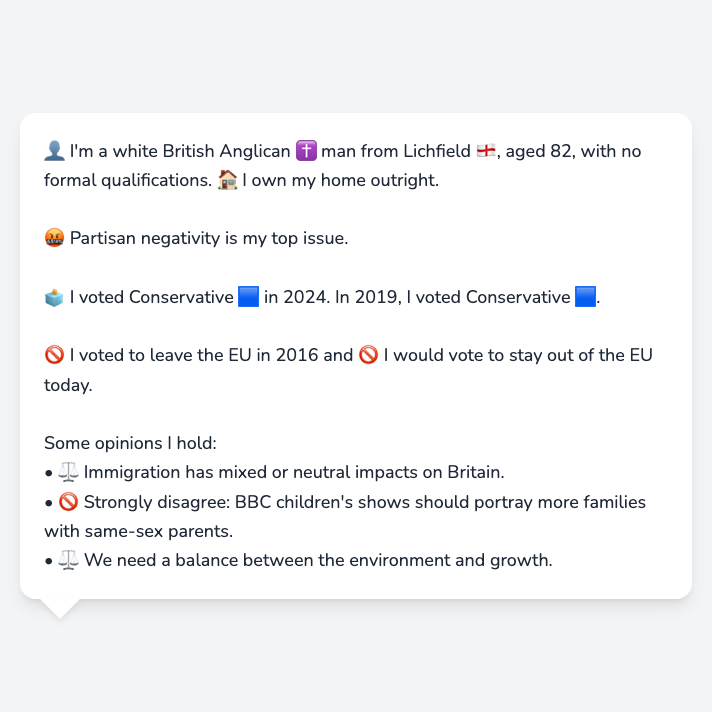 👤 I'm a white British Anglican ✝️ man from Lichfield 🏴󠁧󠁢󠁥󠁮󠁧󠁿, aged 82, with no
formal qualifications. 🏠 I own my home outright.
🤬 Partisan negativity is my top issue.
🗳️ I voted Conservative 🟦 in 2024. In 2019, I voted Conservative 🟦.
🚫 I voted to leave the EU in 2016 and 🚫 I would vote to stay out of the EU
today.
Some opinions I hold:
• ⚖️ Immigration has mixed or neutral impacts on Britain.
• 🚫 Strongly disagree: BBC children's shows should portray more families
with same-sex parents.
• ⚖️ We need a balance between the environment and growth.